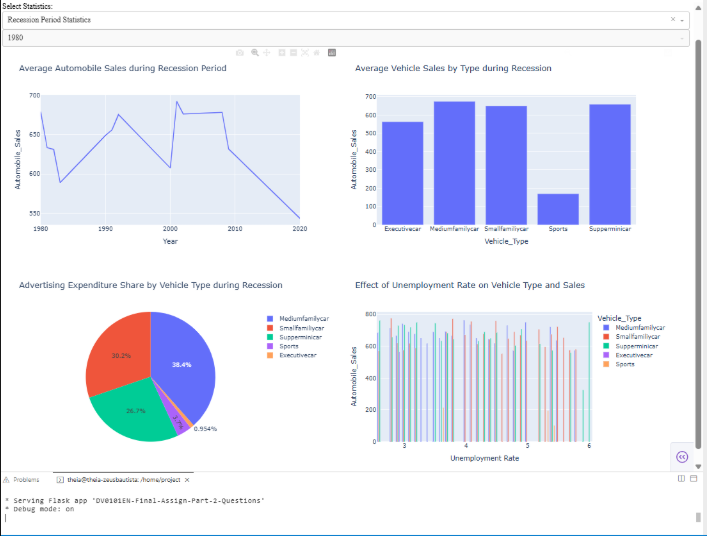 Select Statistics:
Recession Period Statistics
1980
Average Automobile Sales during Recession Period
700
650
600
550
Automobile_Sales
1980
1990
2000
2010
2020
Year
Average Vehicle Sales by Type during Recession
700
600
500
400
300
200
100
0
Automobile_Sales
Executivecar
Mediumfamilycar
Smallfamiliycar
Sports
Supperminicar
Vehicle_Type
Advertising Expenditure Share by Vehicle Type during Recession
38.4%
30.2%
26.7%
0.954%
Mediumfamilycar
Smallfamiliycar
Supperminicar
Sports
Executivecar
Effect of Unemployment Rate on Vehicle Type and Sales
800
600
400
200
0
Automobile_Sales
3
4
5
6
Unemployment Rate
Vehicle_Type
Mediumfamilycar
Smallfamiliycar
Supperminicar
Executivecar
Sports
Problems
theia@theia-zeusbautista: /home/project
* Serving Flask app 'DV0101EN-Final-Assign-Part-2-Questions'
* Debug mode: on